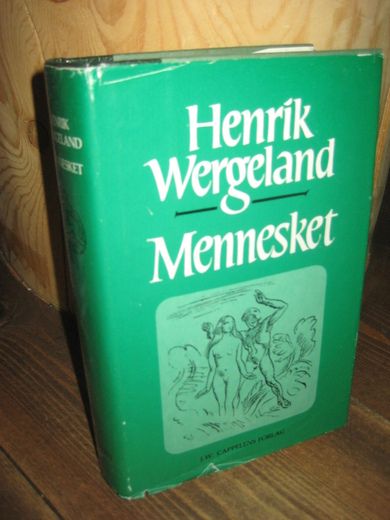 Henrik
Wergeland
Mennesket
J.W. CAPPELENS FORLAG